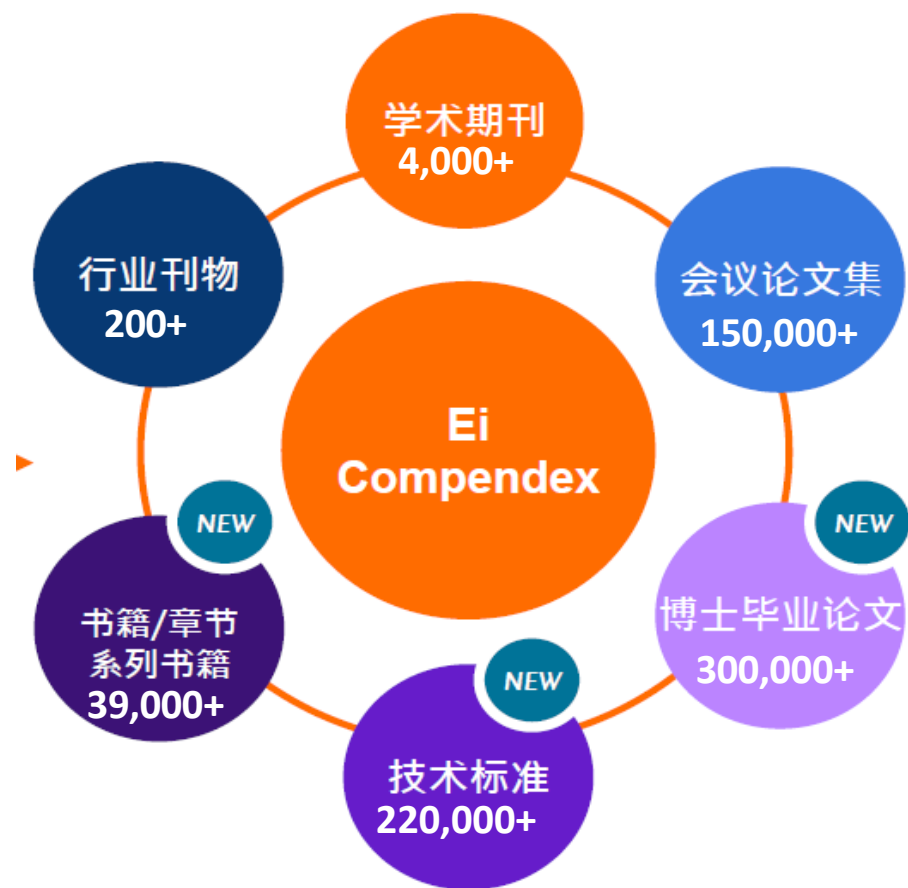 学术期刊
4,000+
行业刊物
200+
会议论文集
150,000+
Ei
Compendex
NEW
NEW
书籍/章节
系列书籍
39,000+
博士毕业论文
300,000+
NEW
技术标准
220,000+